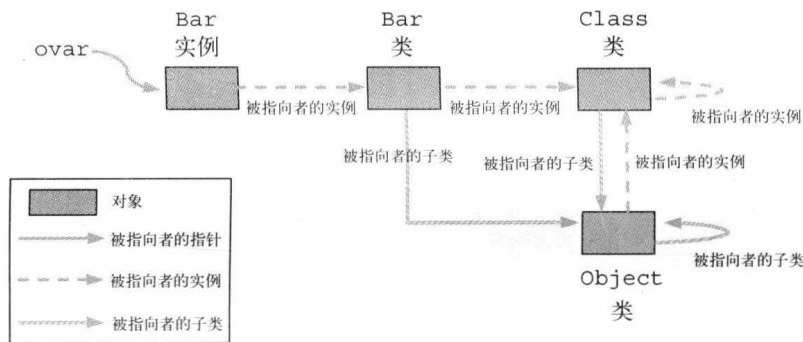 Bar
实例
Bar
类
Class
类
ovar
被指向者的实例
被指向者的实例
被指向者的实例
被指向者的子类
被指向者的子类
被指向者的实例
对象
被指向者的指针
被指向者的实例
被指向者的子类
被指向者的子类
Object
类